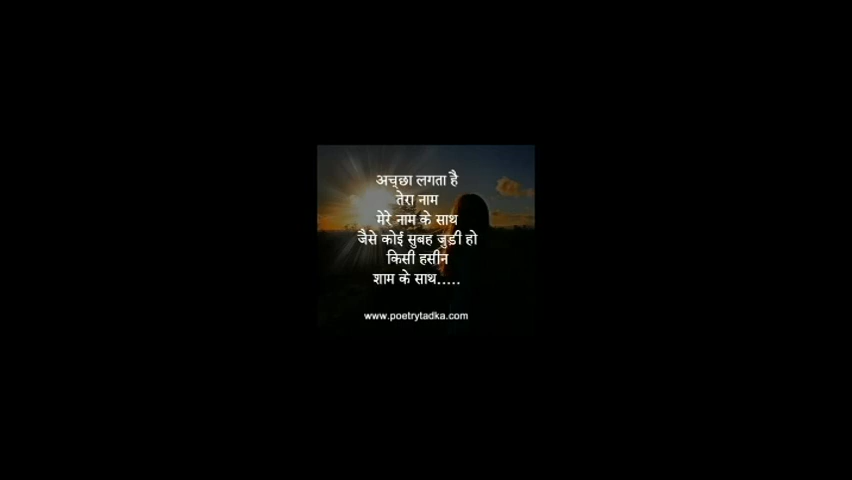 अच्छा लगता है
तेरा नाम
मेरे नाम के साथ
जैसे कोई सुबह जुड़ी हो
किसी हसीन
शाम के साथ.....
www.poetrytadka.com